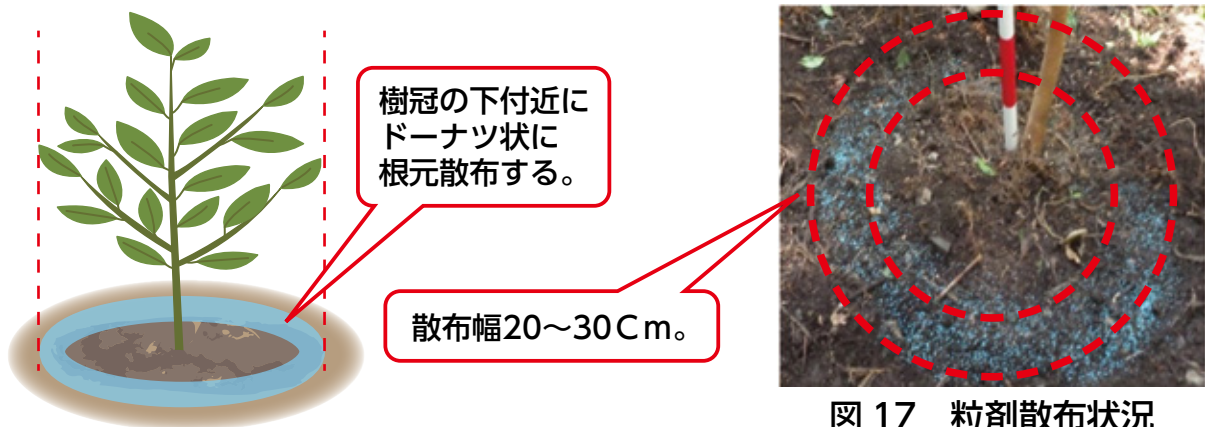 樹冠の下付近に
ドーナツ状に
根元散布する。
散布幅20～30Ｃｍ。
図 17　粒剤散布状況